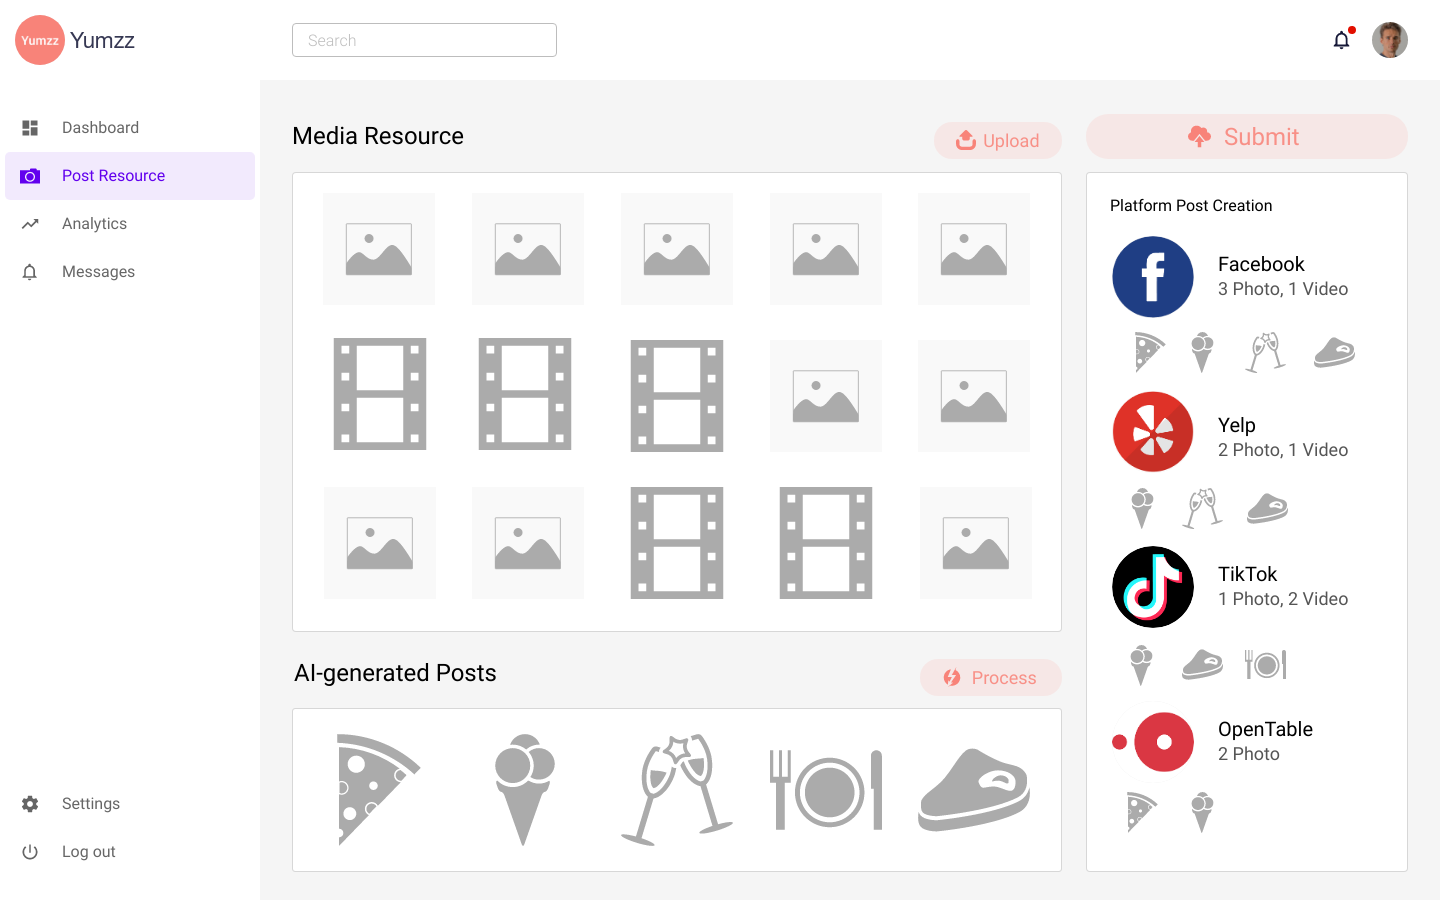 Yumzz
Yumzz
Search
Dashboard
Post Resource
Analytics
Messages
Settings
Log out
Media Resource
Upload
AI-generated Posts
Process
Submit
Platform Post Creation
Facebook
3 Photo, 1 Video
Yelp
2 Photo, 1 Video
TikTok
1 Photo, 2 Video
OpenTable
2 Photo